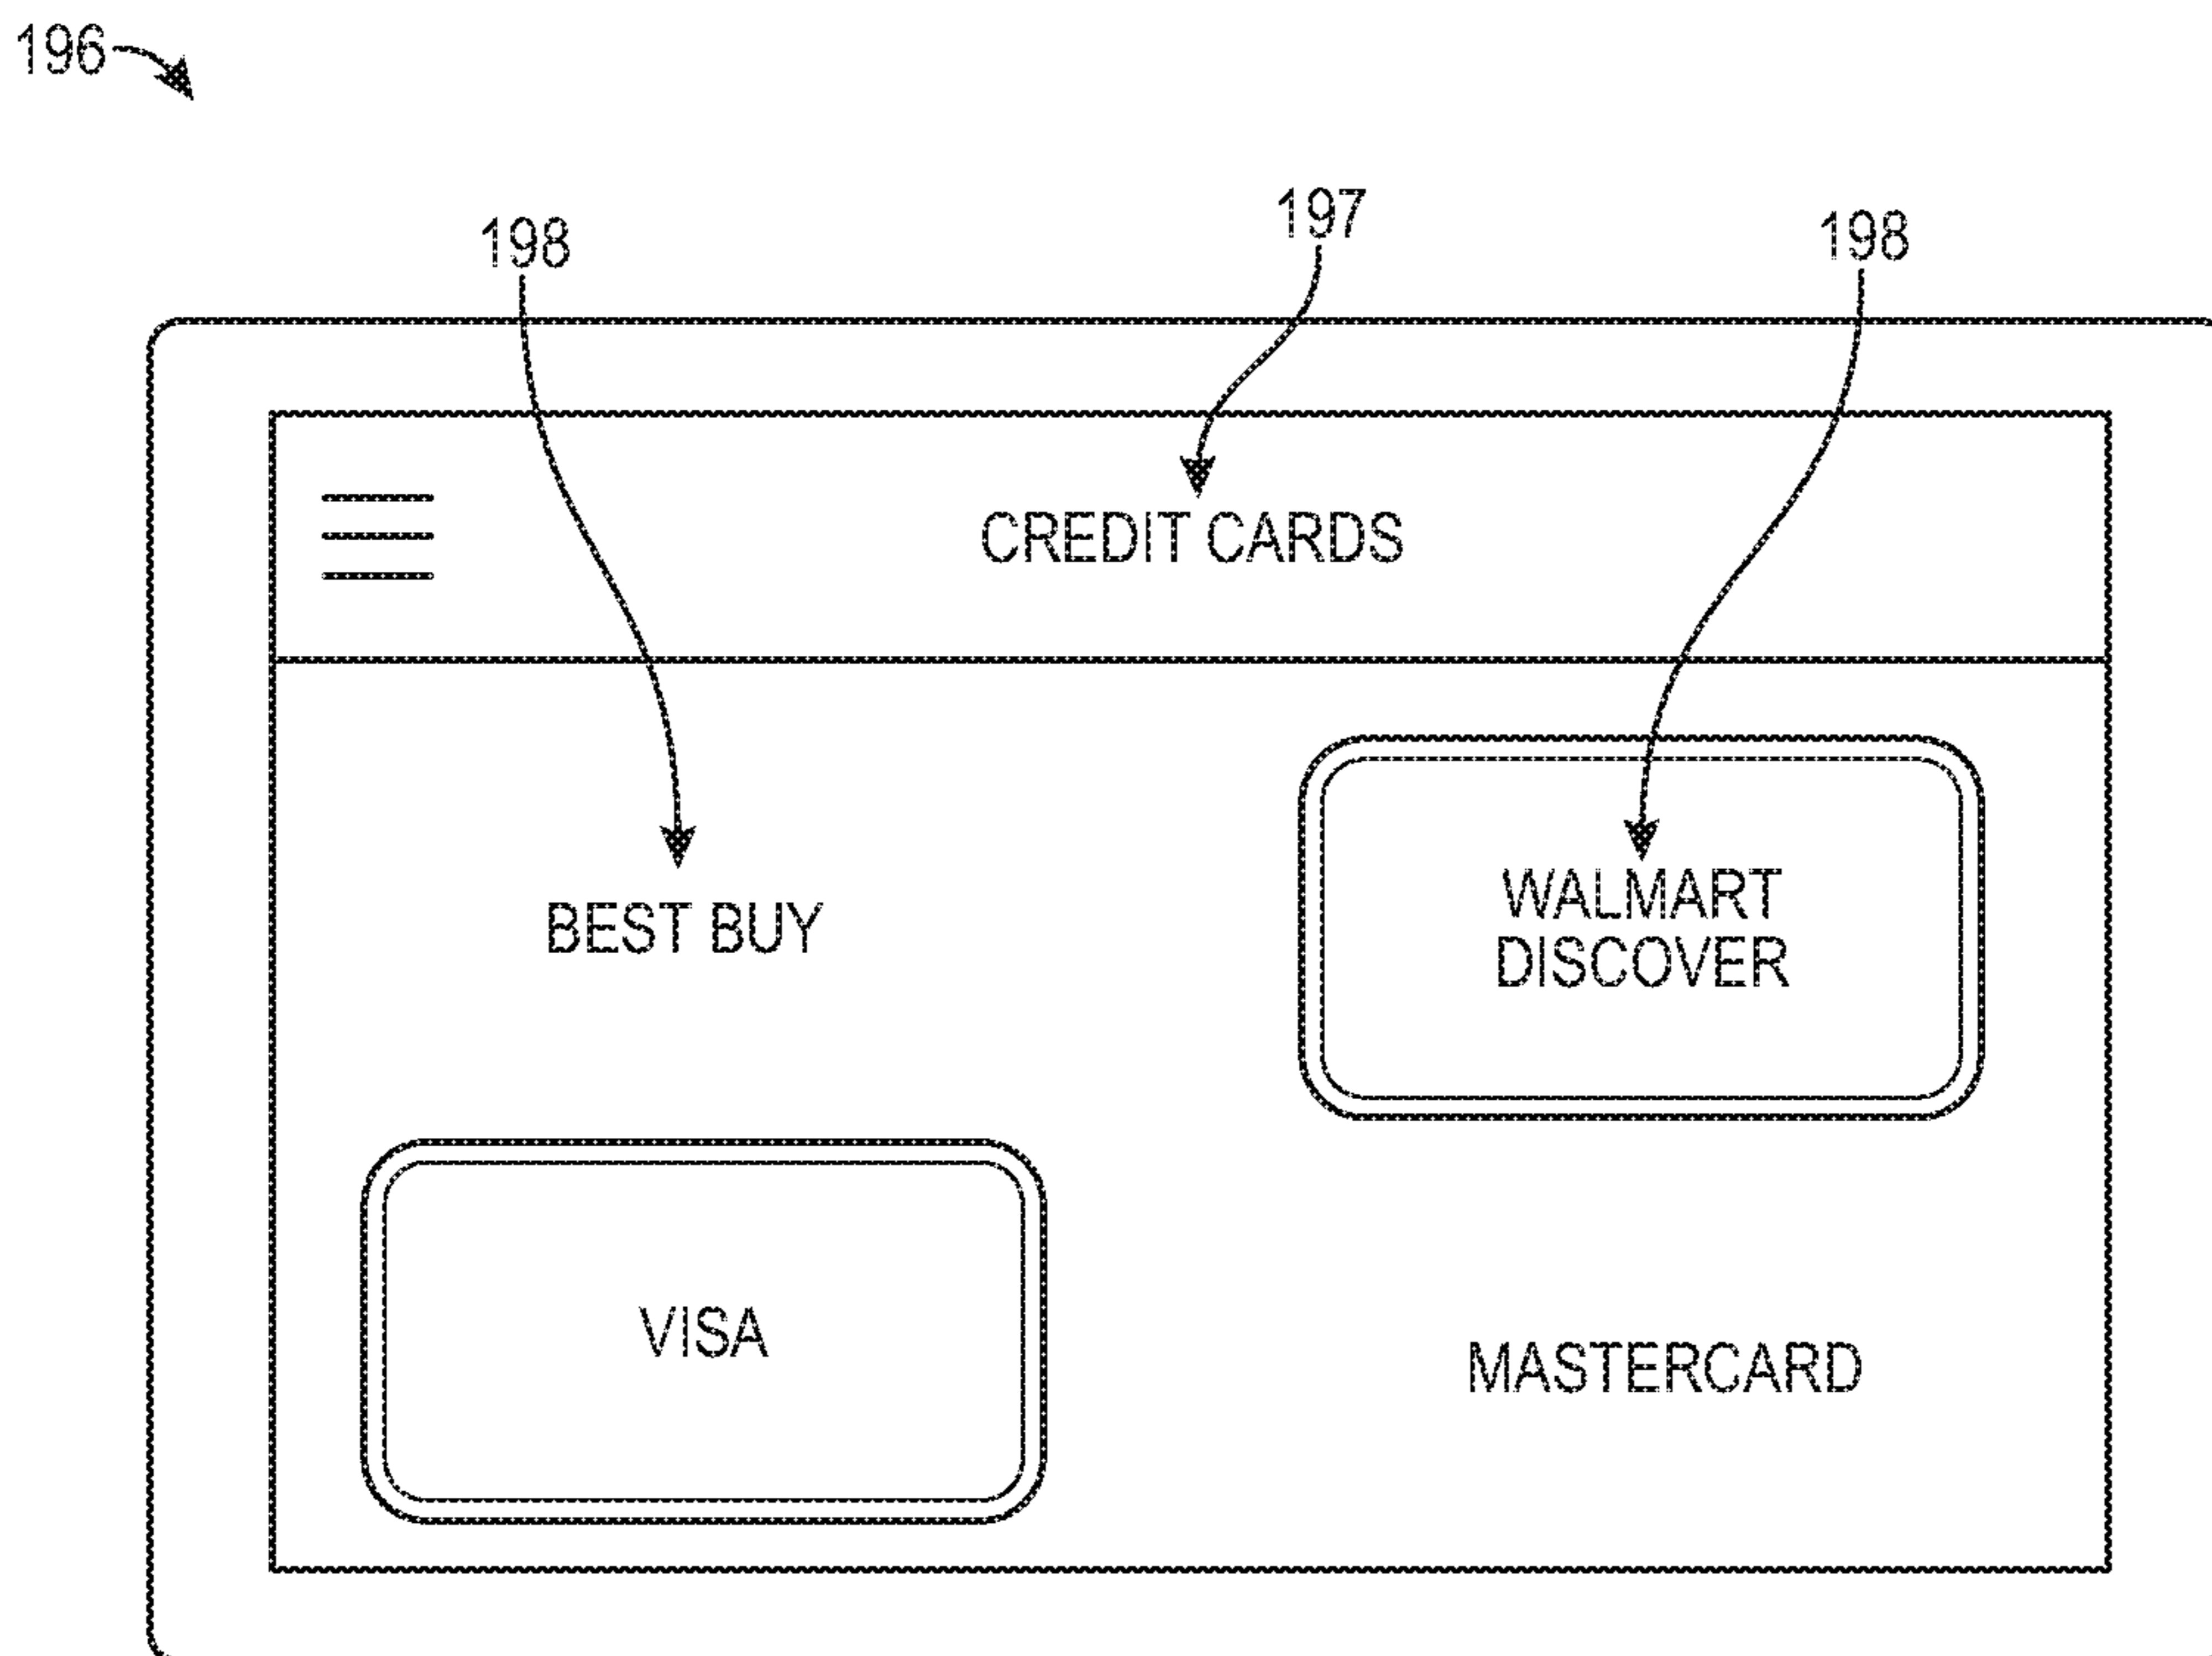 196
198
197
198
CREDIT CARDS
BEST BUY
WALMART
DISCOVER
VISA
MASTERCARD